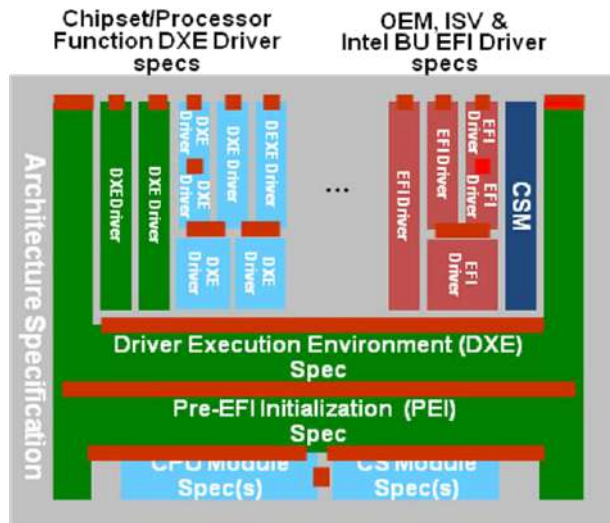 Chipset/Processor
Function DXE Driver
specs
OEM, ISV &
Intel BU EFI Driver
specs
Architecture Specification
DXE Driver
DXE Driver
DXE
Driver
DXE
Driver
DXE Driver
DEXE Driver
DXE
Driver
DXE
Driver
...
EFI Driver
EFI Driver
EFI
Driver
EFI
Driver
EFI
Driver
CSM
Driver Execution Environment (DXE)
Spec
Pre-EFI Initialization (PEI)
Spec
CPU Module
Spec(s)
CS Module
Spec(s)